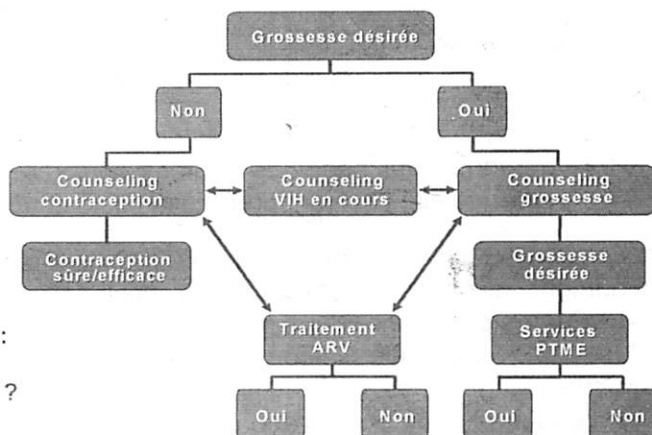 Grossesse désirée
Non
Oui
Counseling
contraception
Counseling
VIH en cours
Counseling
grossesse
Contraception
sûre/efficace
Grossesse
désirée
:
Traitement
ARV
Services
PTME
?
Oui
Non
Oui
Non